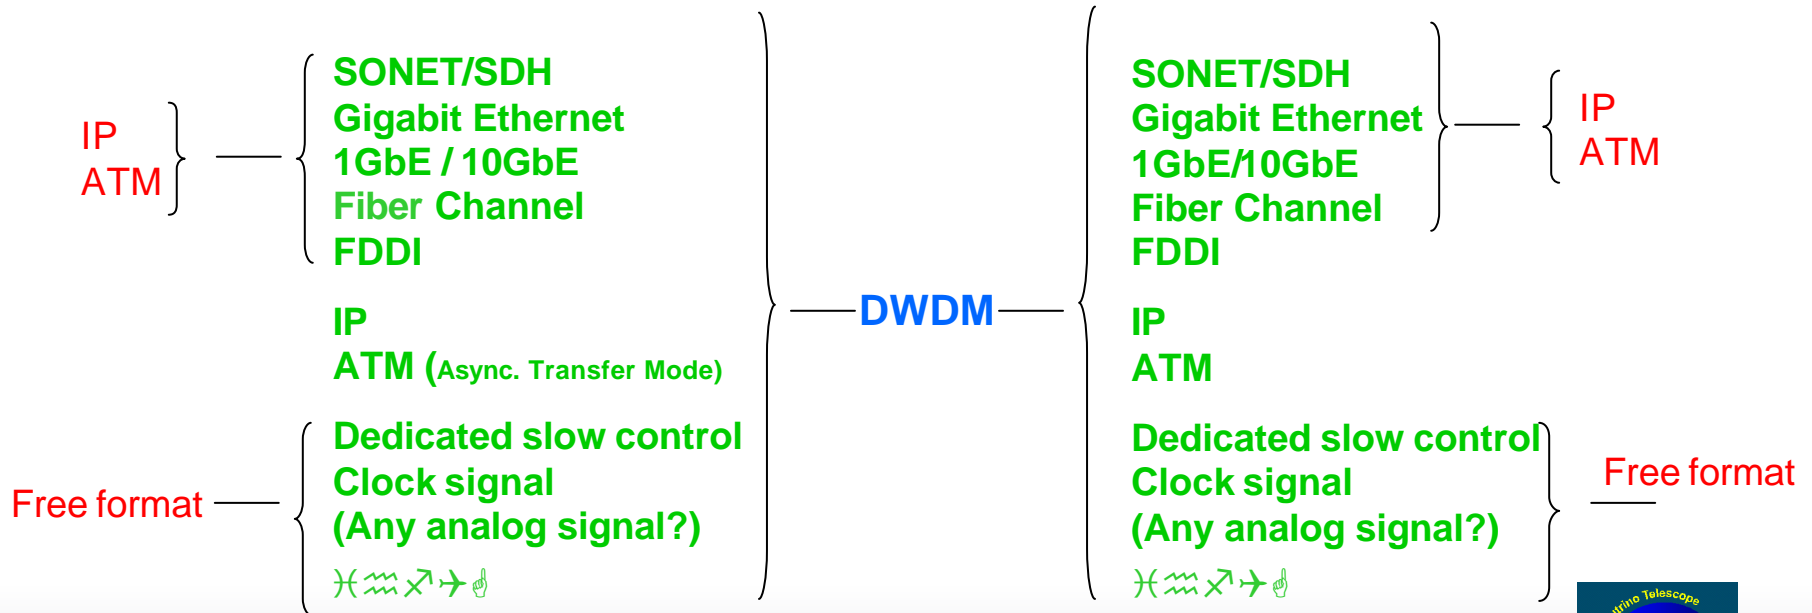 IP
ATM
Free format
SONET/SDH
Gigabit Ethernet
1GbE / 10GbE
Fiber Channel
FDDI
IP
ATM (Async. Transfer Mode)
Dedicated slow control
Clock signal
(Any analog signal?)
♓♒♐✈☝
DWDM
SONET/SDH
Gigabit Ethernet
1GbE/10GbE
Fiber Channel
FDDI
IP
ATM
Dedicated slow control
Clock signal
(Any analog signal?)
♓♒♐✈☝
IP
ATM
Free format
Telescope